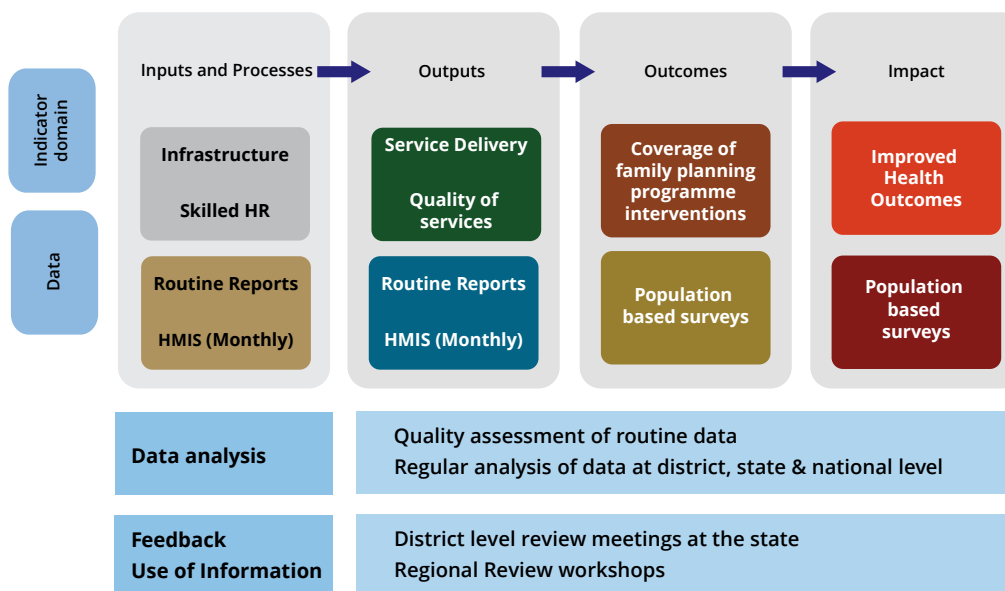 Inputs and Processes
Outputs
Outcomes
Impact
Indicator
domain
Infrastructure
Skilled HR
Service Delivery
Quality of
services
Coverage of
family planning
programme
interventions
Improved
Health
Outcomes
Data
Routine Reports
HMIS (Monthly)
Routine Reports
HMIS (Monthly)
Population
based surveys
Population
based
surveys
Data analysis
Quality assessment of routine data
Regular analysis of data at district, state & national level
Feedback
Use of Information
District level review meetings at the state
Regional Review workshops